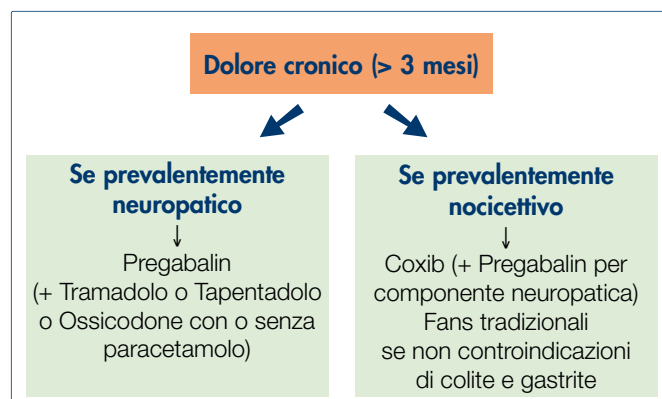 Dolore cronico (> 3 mesi)
Se prevalentemente
neuropatico
↓
Pregabalin
(+ Tramadolo o Tapentadolo
o Ossicodone con o senza
paracetamolo)
Se prevalentemente
nocicettivo
↓
Coxib (+ Pregabalin per
componente neuropatica)
Fans tradizionali
se non controindicazioni
di colite e gastrite